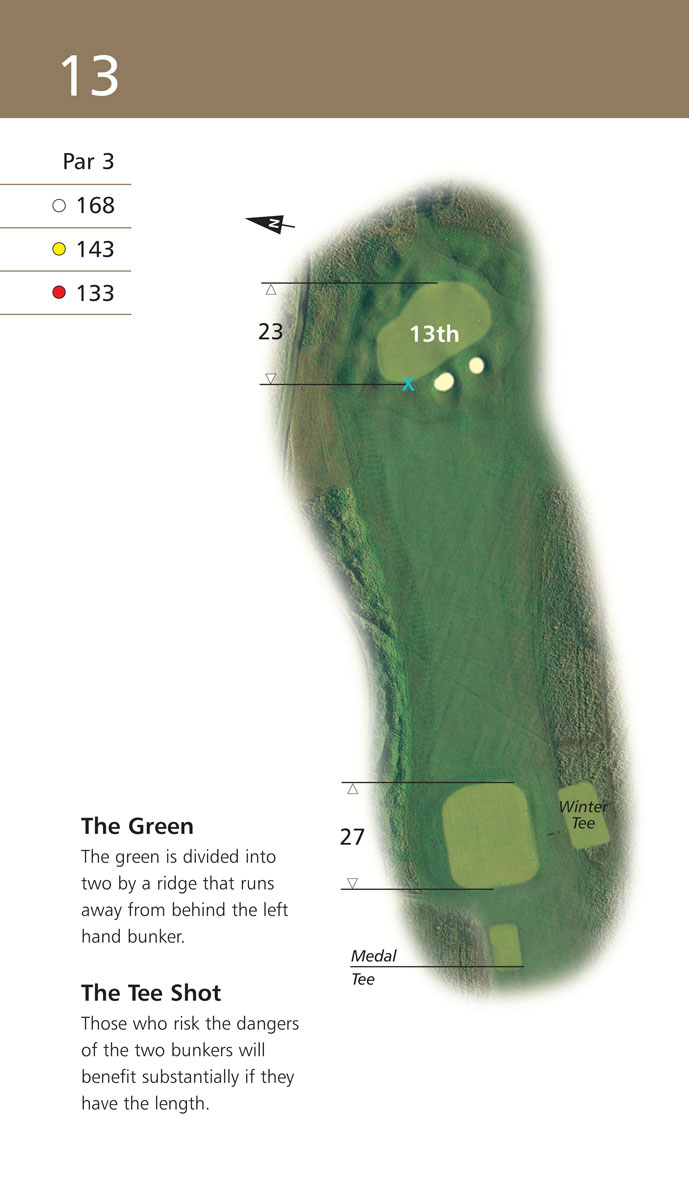 13
Par 3
168
143
133
N
23
13th
X
The Green
The green is divided into
two by a ridge that runs
away from behind the left
hand bunker.
27
Winter
Tee
Medal
Tee
The Tee Shot
Those who risk the dangers
of the two bunkers will
benefit substantially if they
have the length.